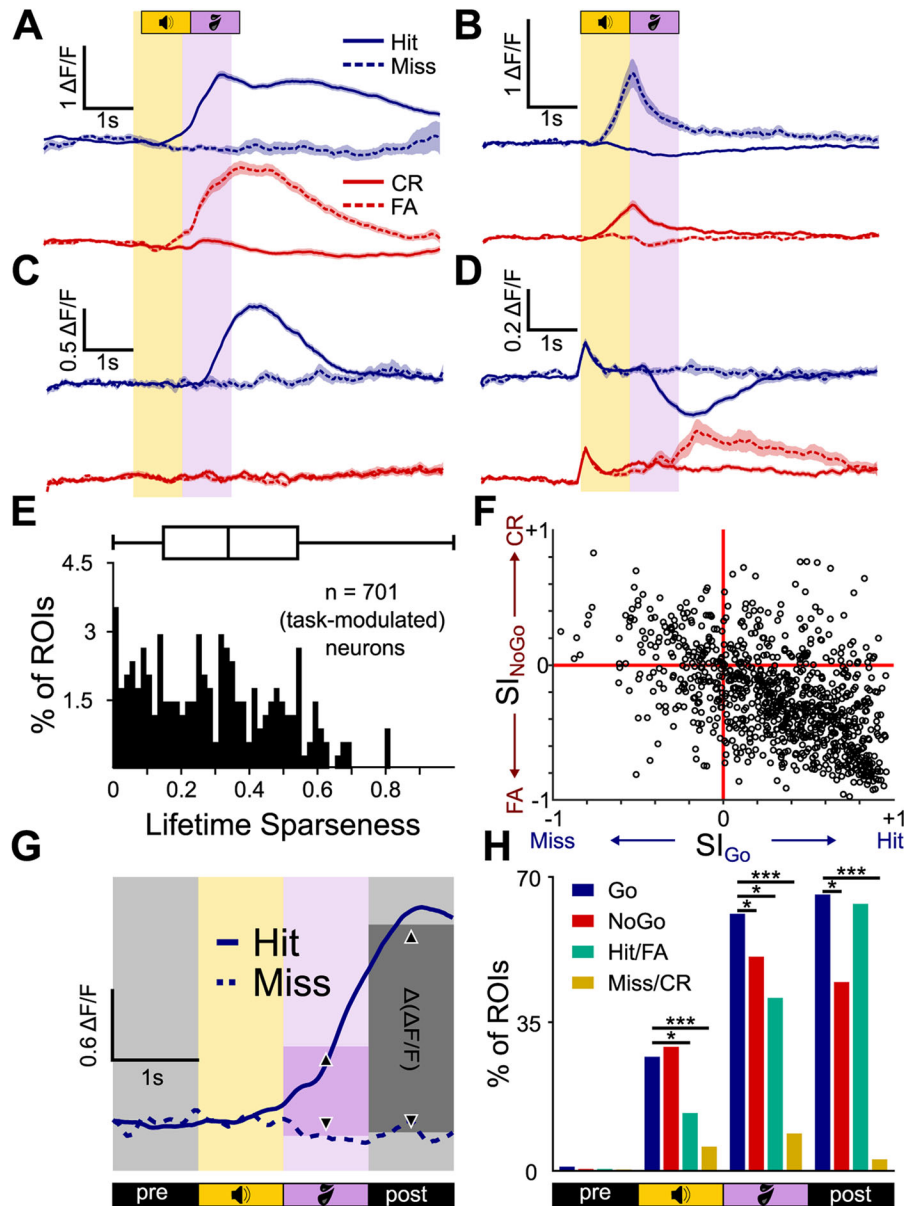 A
Hit
Miss
1 ΔF/F
1s
CR
FA
B
1 ΔF/F
1s
C
0.5 ΔF/F
1s
D
0.2 ΔF/F
1s
E
4.5
3
1.5
% of ROIs
n = 701
(task-modulated)
neurons
0 0.2 0.4 0.6 0.8
Lifetime Sparseness
F
+1
0
-1
CR
SINoGo
FA
-1 0 +1
Miss SIGo Hit
G
Hit
Miss
0.6 ΔF/F
1s
Δ(ΔF/F)
pre post
H
70
35
0
% of ROIs
Go
NoGo
Hit/FA
Miss/CR
***
*
***
*
*
***
*
pre post